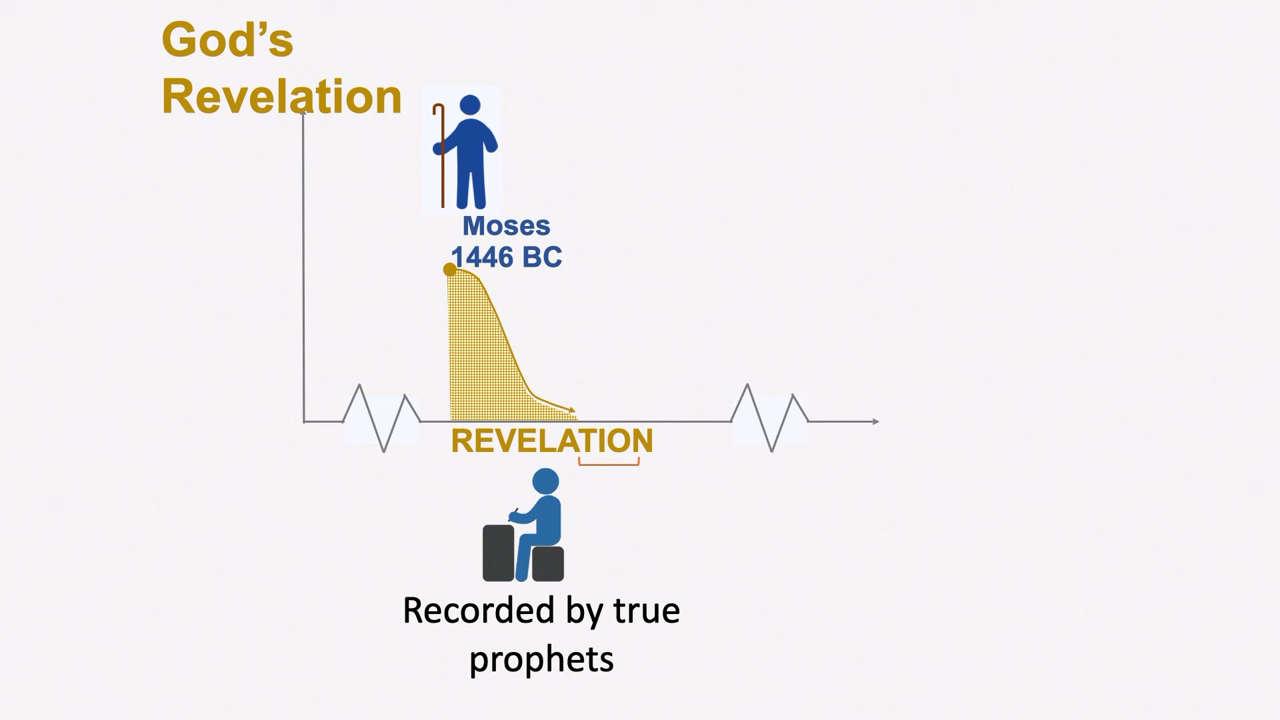 God’s
Revelation
Moses
1446 BC
REVELATION
Recorded by true
prophets